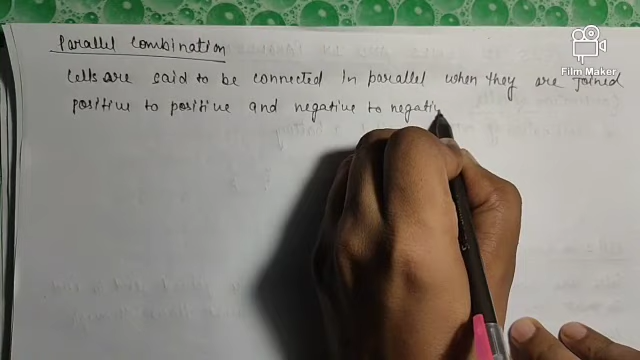 Parallel Combination
Cells are said to be connected in parallel when they are joined
positive to positive and negative to negativ
Film Maker